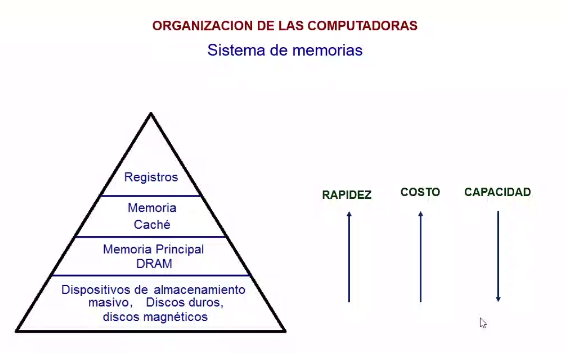 ORGANIZACION DE LAS COMPUTADORAS
Sistema de memorias
Registros
Memoria
Caché
Memoria Principal
DRAM
Dispositivos de almacenamiento
masivo, Discos duros,
discos magnéticos
RAPIDEZ
COSTO
CAPACIDAD